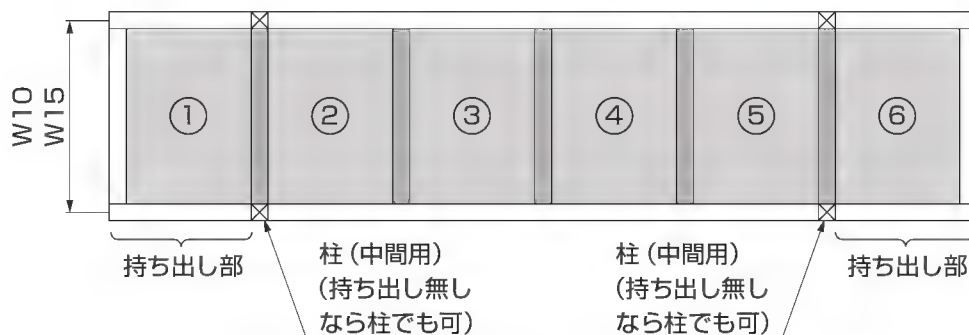 W10
W15
①
②
③
④
⑤
⑥
持ち出し部
柱（中間用）
（持ち出し無し
なら柱でも可）
柱（中間用）
（持ち出し無し
なら柱でも可）
持ち出し部